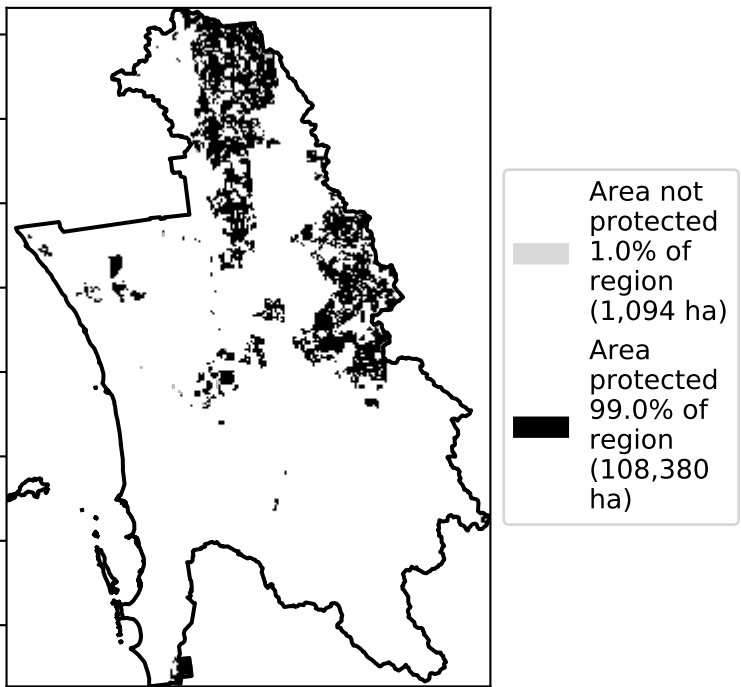 Area not
protected
1.0% of
region
(1,094 ha)
Area
protected
99.0% of
region
(108,380
ha)